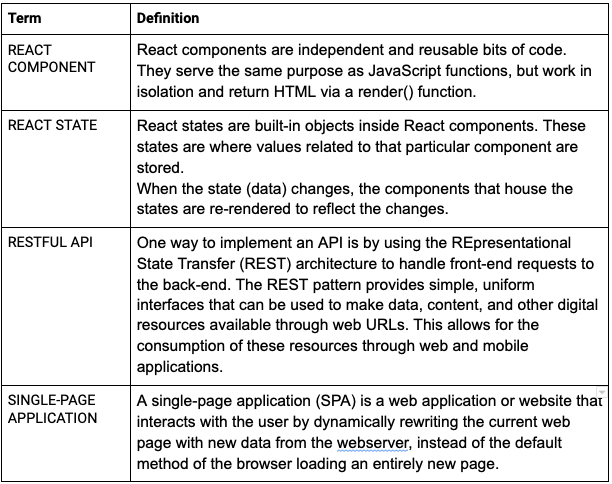 Term
Definition
REACT
COMPONENT
React components are independent and reusable bits of code.
They serve the same purpose as JavaScript functions, but work in
isolation and return HTML via a render() function.
REACT STATE
React states are built-in objects inside React components. These
states are where values related to that particular component are
stored.
When the state (data) changes, the components that house the
states are re-rendered to reflect the changes.
RESTFUL API
One way to implement an API is by using the REpresentational
State Transfer (REST) architecture to handle front-end requests to
the back-end. The REST pattern provides simple, uniform
interfaces that can be used to make data, content, and other digital
resources available through web URLs. This allows for the
consumption of these resources through web and mobile
applications.
SINGLE-PAGE
APPLICATION
A single-page application (SPA) is a web application or website that
interacts with the user by dynamically rewriting the current web
page with new data from the webserver, instead of the default
method of the browser loading an entirely new page.